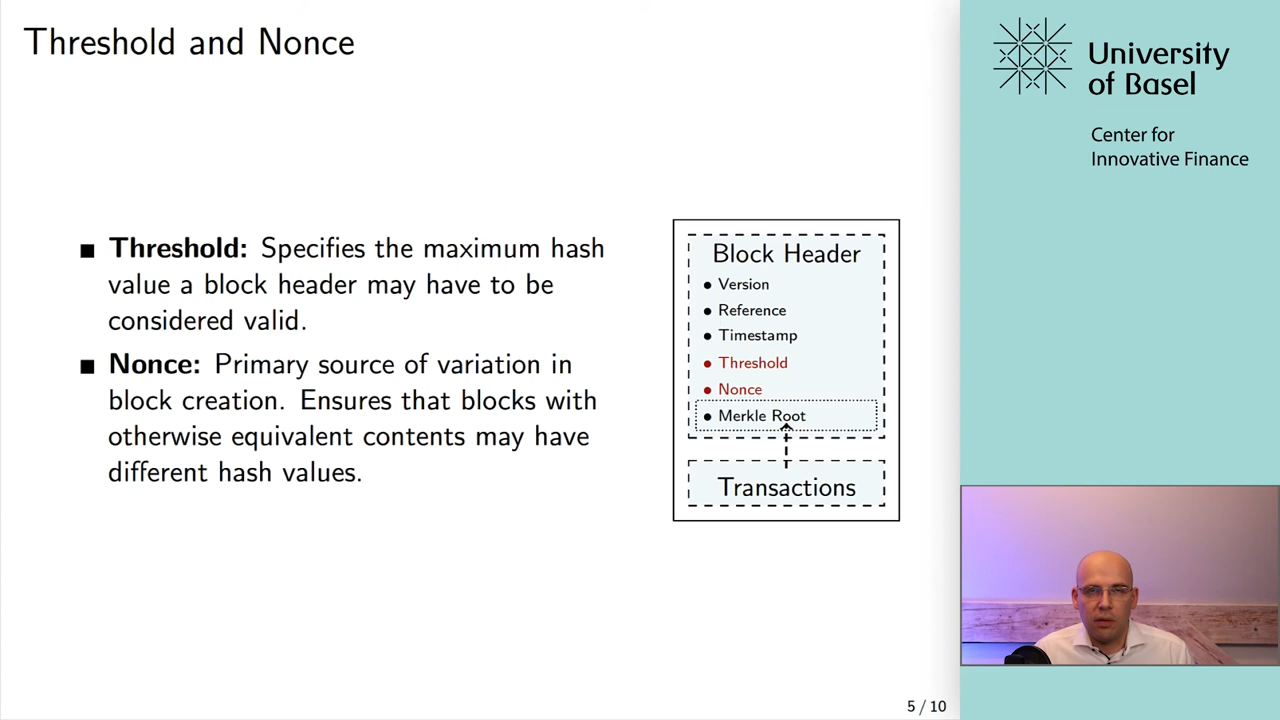 Threshold and Nonce
■ Threshold: Specifies the maximum hash
value a block header may have to be
considered valid.
■ Nonce: Primary source of variation in
block creation. Ensures that blocks with
otherwise equivalent contents may have
different hash values.
Block Header
● Version
● Reference
● Timestamp
● Threshold
● Nonce
● Merkle Root
Transactions
5 / 10
University
of Basel
Center for
Innovative Finance